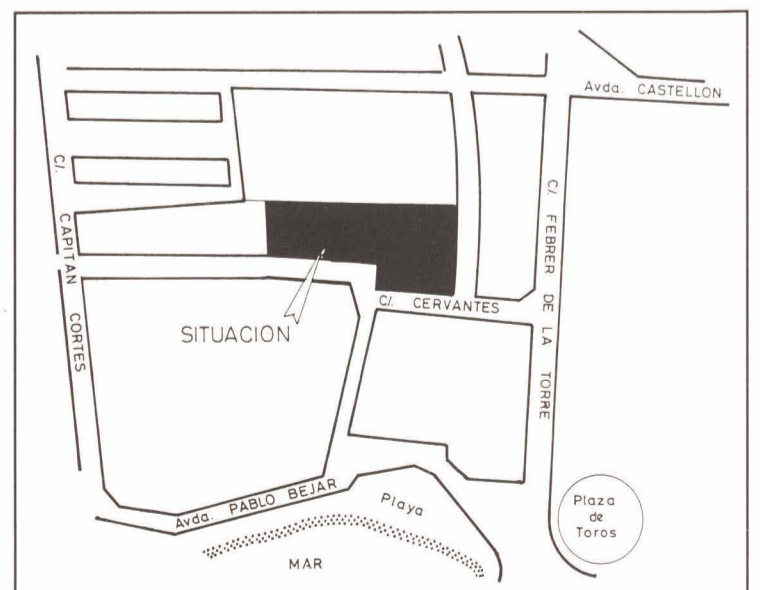 Avda. CASTELLON
C/. CAPITAN CORTES
C/. FEBRER DE LA TORRE
C/. CERVANTES
SITUACION
Avda. PABLO BEJAR
Playa
MAR
Plaza
de
Toros